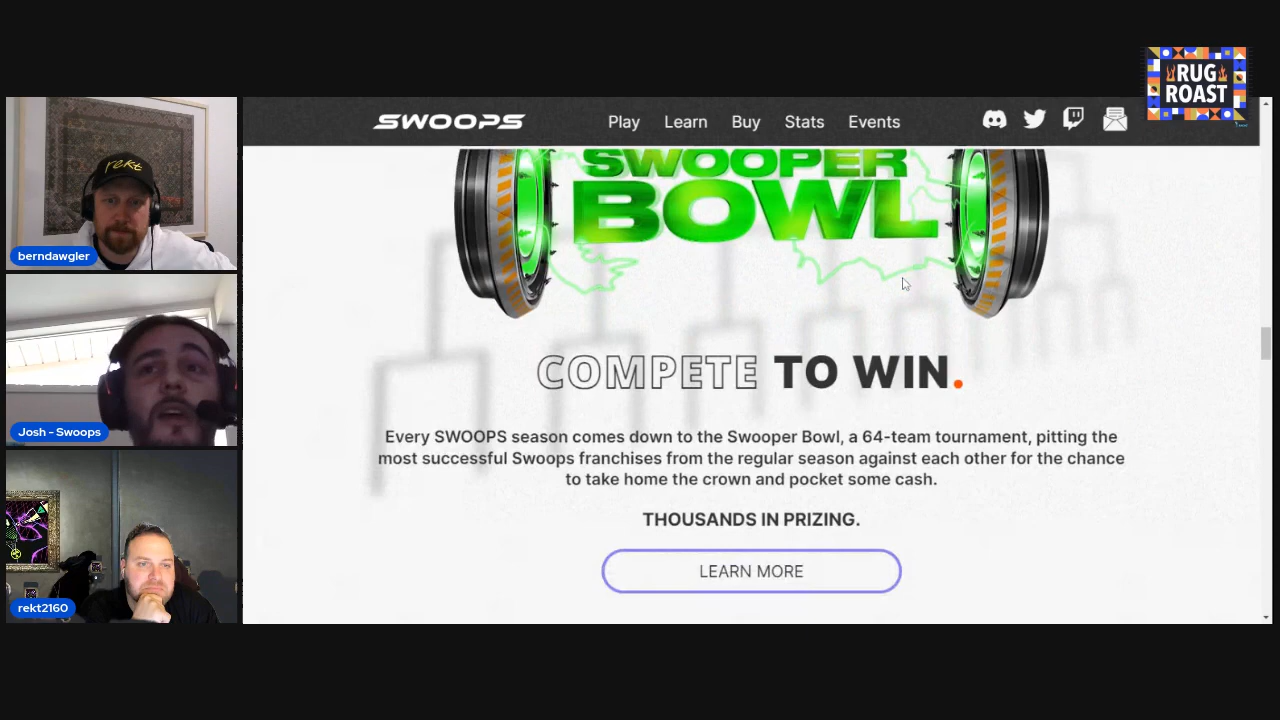 RUG
ROAST
SWOOPS Play Learn Buy Stats Events
SWOOPER
BOWL
rekt
berndawgler
COMPETE TO WIN.
Josh - Swoops
Every SWOOPS season comes down to the Swooper Bowl, a 64-team tournament, pitting the
most successful Swoops franchises from the regular season against each other for the chance
to take home the crown and pocket some cash.
THOUSANDS IN PRIZING.
LEARN MORE
rekt2160